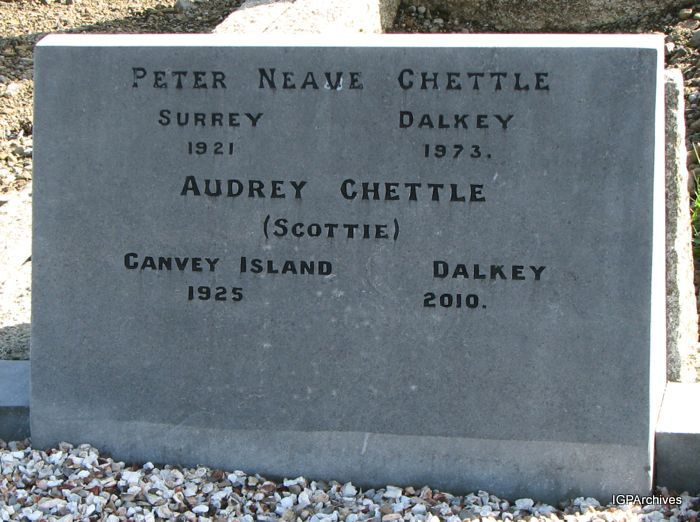 PETER NEAVE CHETTLE
SURREY DALKEY
1921 1973.
AUDREY CHETTLE
(SCOTTIE)
CANVEY ISLAND DALKEY
1925 2010.
IGPArchives